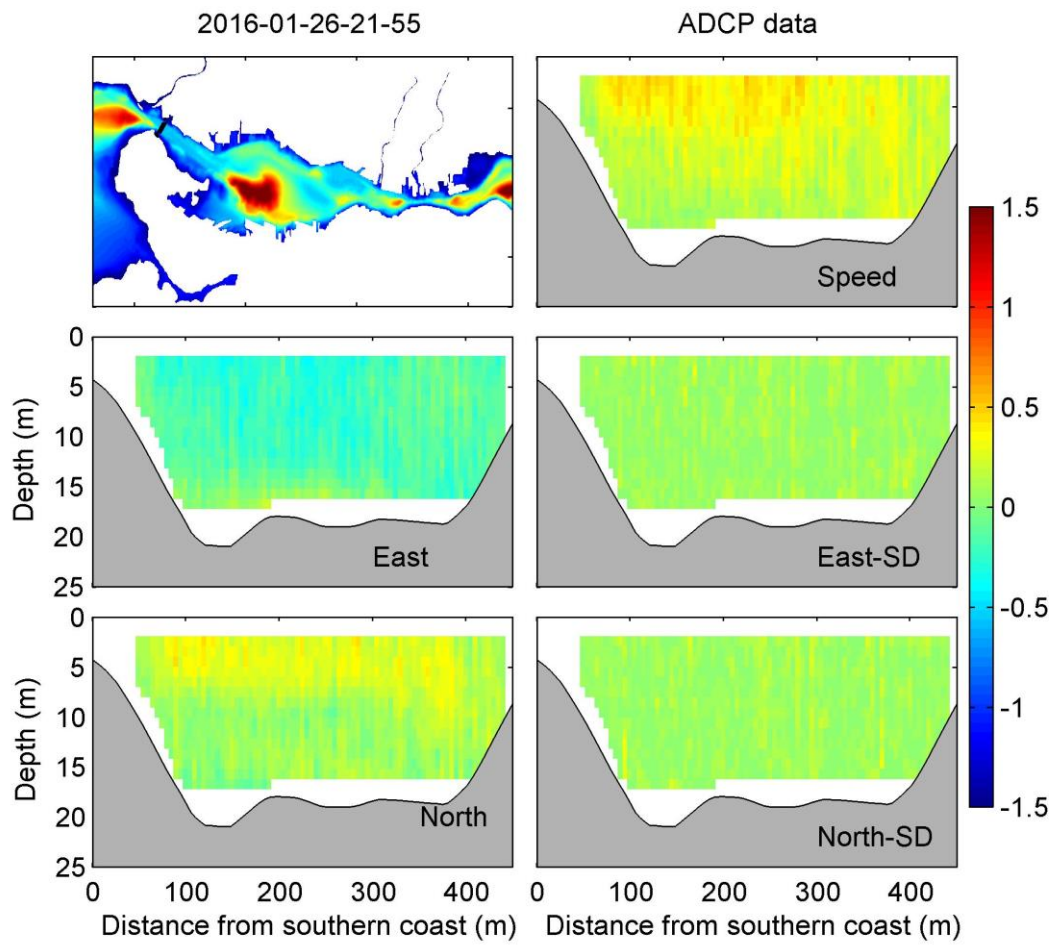 2016-01-26-21-55
ADCP data
Speed
1.5
1
0.5
0
-0.5
-1
-1.5
0
5
10
15
20
25
Depth (m)
East
East-SD
0
5
10
15
20
25
Depth (m)
North
North-SD
0 100 200 300 400
Distance from southern coast (m)
0 100 200 300 400
Distance from southern coast (m)